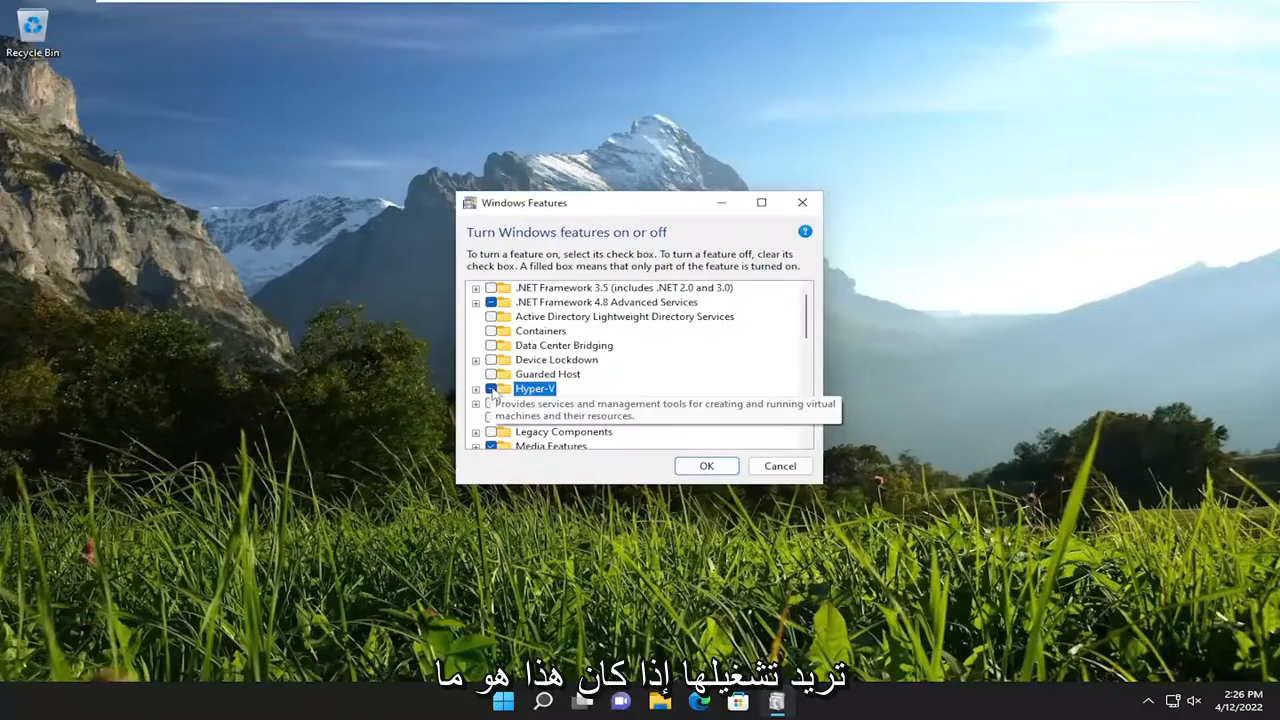 Recycle Bin
Windows Features
Turn Windows features on or off
To turn a feature on, select its check box. To turn a feature off, clear its
check box. A filled box means that only part of the feature is turned on.
.NET Framework 3.5 (includes .NET 2.0 and 3.0)
.NET Framework 4.8 Advanced Services
Active Directory Lightweight Directory Services
Containers
Data Center Bridging
Device Lockdown
Guarded Host
Hyper-V
Provides services and management tools for creating and running virtual
machines and their resources.
Legacy Components
Media Features
OK
Cancel
تريد تشغيلها إذا كان هذا هو ما
2:26 PM
4/12/2022